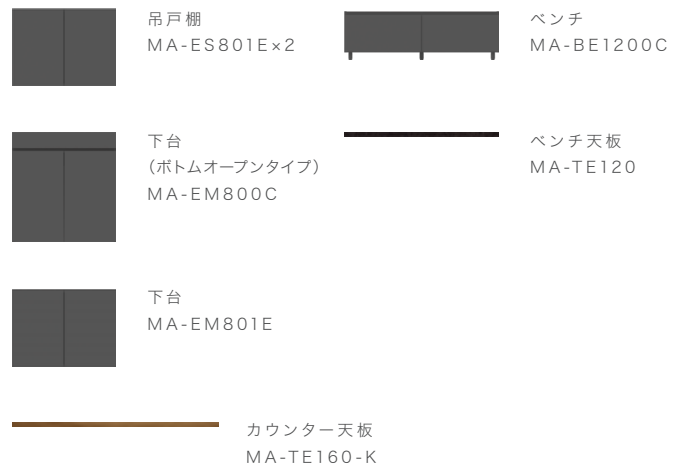 吊戸棚
MA-ES801E×2
下台
（ボトムオープンタイプ）
MA-EM800C
下台
MA-EM801E
カウンター天板
MA-TE160-K
ベンチ
MA-BE1200C
ベンチ天板
MA-TE120